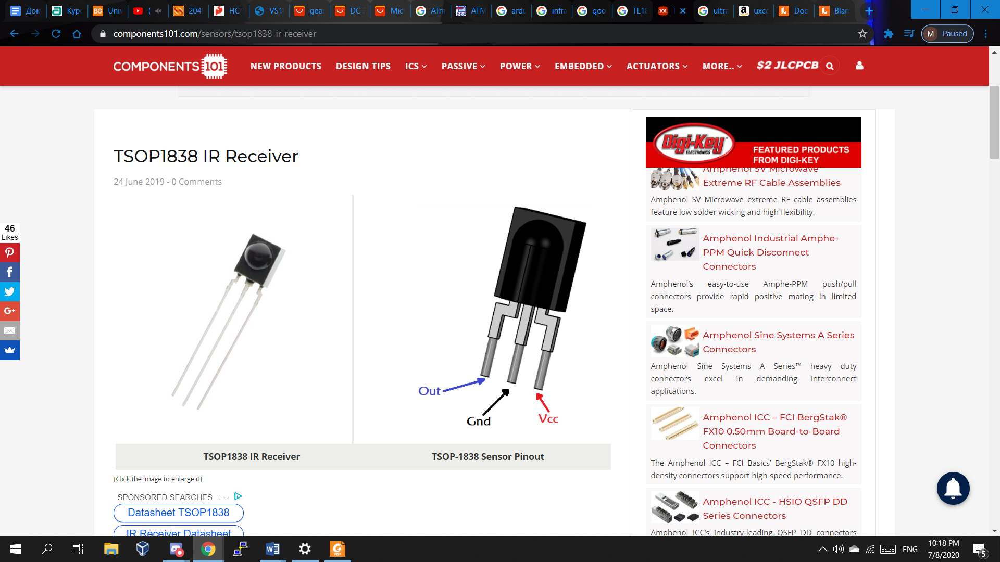 Док
Курс
Univ
(
2049
HC-
VS1
gear
DC
Micr
ATm
ATM
ardu
infra
goo
TL18
T
ultra
uxce
Doc
Blan
components101.com/sensors/tsop1838-ir-receiver
M Paused
COMPONENTS 101
NEW PRODUCTS DESIGN TIPS ICS PASSIVE POWER EMBEDDED ACTUATORS MORE.. $2 JLCPCB
TSOP1838 IR Receiver
24 June 2019 - 0 Comments
46
Likes
Out
Gnd
Vcc
TSOP1838 IR Receiver
TSOP-1838 Sensor Pinout
[Click the image to enlarge it]
SPONSORED SEARCHES
Datasheet TSOP1838
IR Receiver Datasheet
Digi-Key
ELECTRONICS
FEATURED PRODUCTS
FROM DIGI-KEY
Amphenol SV Microwave
Extreme RF Cable Assemblies
Amphenol SV Microwave extreme RF cable assemblies
feature low solder wicking and high flexibility.
Amphenol Industrial Amphe-
PPM Quick Disconnect
Connectors
Amphenol's easy-to-use Amphe-PPM push/pull
connectors provide rapid positive mating in limited
space.
Amphenol Sine Systems A Series
Connectors
Amphenol Sine Systems A Series™ heavy duty
connectors excel in demanding interconnect
applications.
Amphenol ICC – FCI BergStak®
FX10 0.50mm Board-to-Board
Connectors
The Amphenol ICC – FCI Basics' BergStak® FX10 high-
density connectors support high-speed performance.
Amphenol ICC - HSIO QSFP DD
Series Connectors
Amphenol ICC's industry-leading QSFP DD connectors
ENG
10:18 PM
7/8/2020
5